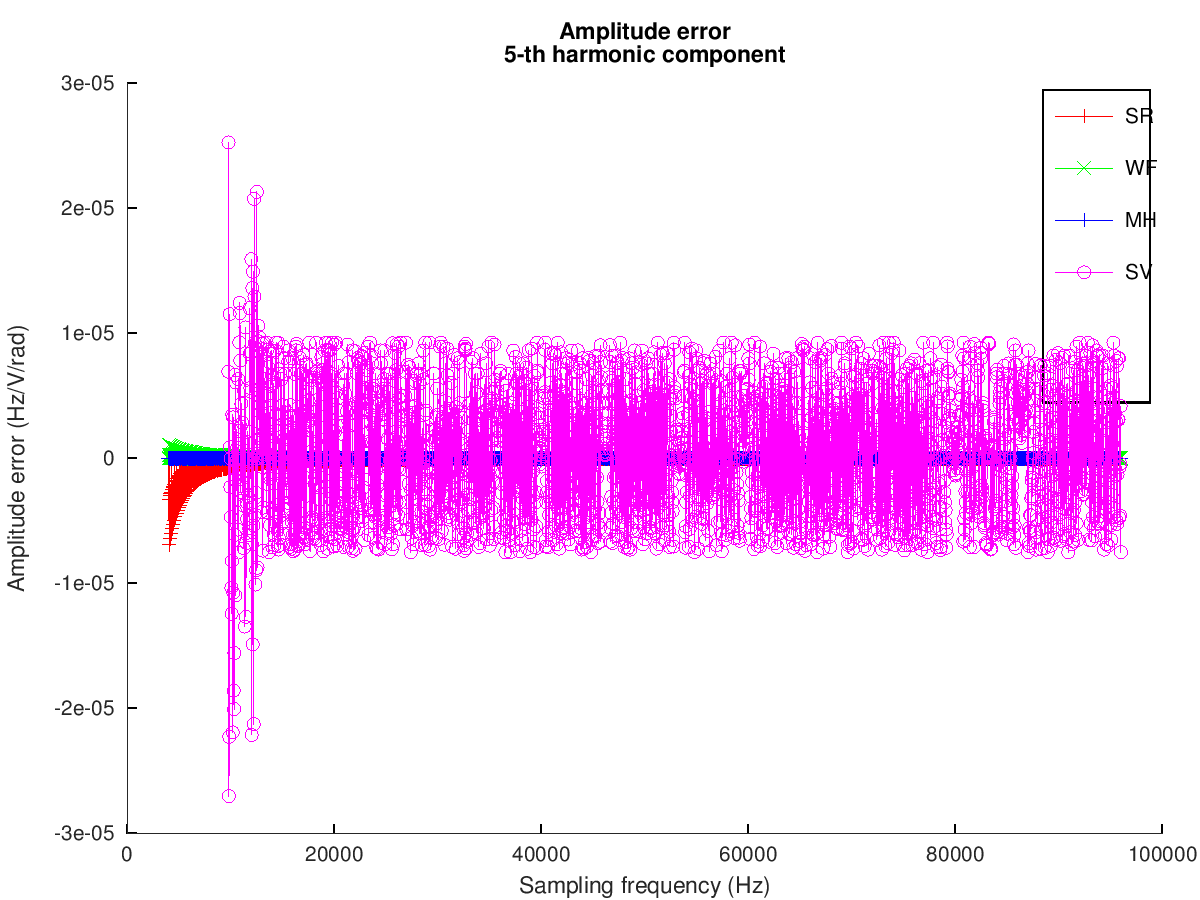 Amplitude error
5-th harmonic component
3e-05
2e-05
1e-05
0
-1e-05
-2e-05
-3e-05
Amplitude error (Hz/V/rad)
SR
WF
MH
SV
0
20000
40000
60000
80000
100000
Sampling frequency (Hz)